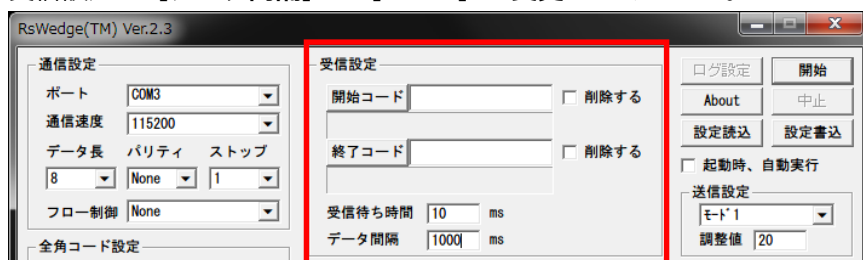 RsWedge(TM) Ver.2.3
通信設定
ポート COM3
通信速度 115200
データ長 パリティ ストップ
8 None 1
フロー制御 None
全角コード設定
受信設定
開始コード 削除する
終了コード 削除する
受信待ち時間 10 ms
データ間隔 1000 ms
ログ設定 開始
About 中止
設定読込 設定書込
起動時、自動実行
送信設定
ﾓｰﾄﾞ1
調整値 20